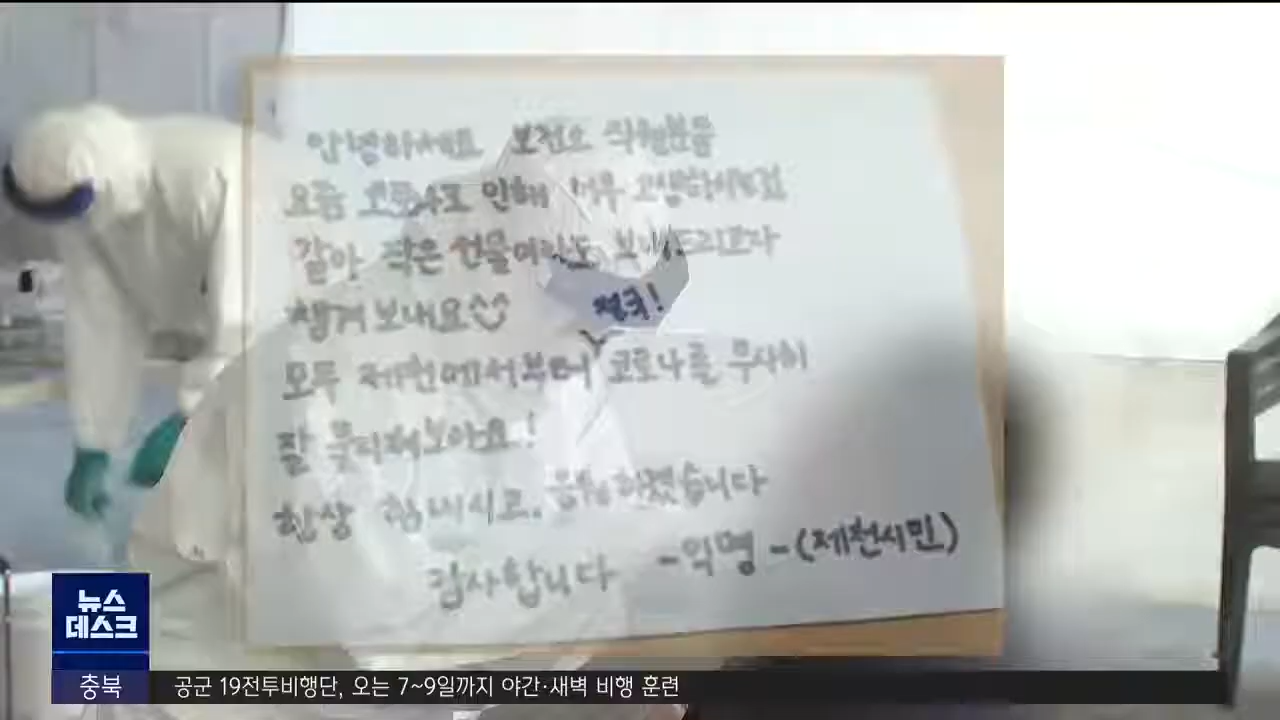 안녕하세요 보건소 직원분들
요즘 코로나로 인해 너무 고생하시는것
같아 작은 선물이라도 보내드리고자
챙겨 보내요^^
제천!
모두 제천에서부터 코로나를 무사히
잘 물리쳐보아요!
항상 힘내시고, 응원하겠습니다
감사합니다 -익명-(제천시민)
뉴스
데스크
충북
공군 19전투비행단, 오는 7~9일까지 야간·새벽 비행 훈련